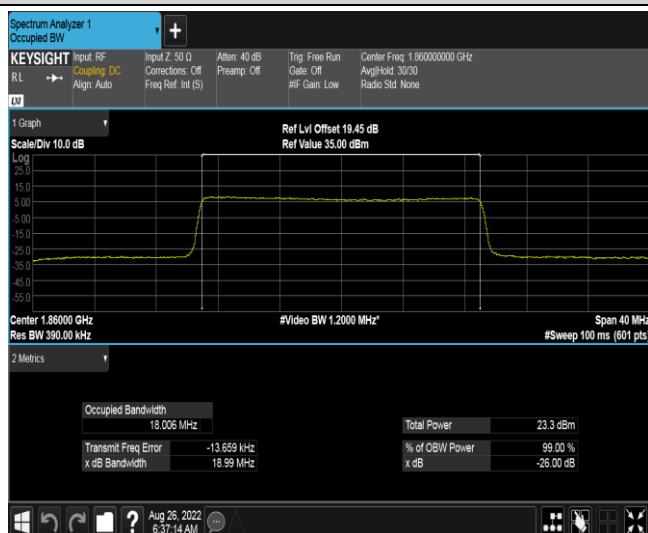 Spectrum Analyzer 1
Occupied BW
KEYSIGHT
RL
LXI
Input: RF
Coupling: DC
Align: Auto
Input Z: 50 Ω
Corrections: Off
Freq Ref: Int (S)
Atten: 40 dB
Preamp: Off
Trig: Free Run
Gate: Off
#IF Gain: Low
Center Freq: 1.860000000 GHz
Avg|Hold: 30/30
Radio Std: None
1 Graph
Scale/Div 10.0 dB
Ref Lvl Offset 19.45 dB
Ref Value 35.00 dBm
Log
25.0
15.0
5.00
-5.00
-15.0
-25.0
-35.0
-45.0
-55.0
Center 1.86000 GHz
Res BW 390.00 kHz
#Video BW 1.2000 MHz*
Span 40 MHz
#Sweep 100 ms (601 pts)
2 Metrics
Occupied Bandwidth
18.006 MHz
Transmit Freq Error -13.659 kHz
x dB Bandwidth 18.99 MHz
Total Power 23.3 dBm
% of OBW Power 99.00 %
x dB -26.00 dB
?
Aug 26, 2022
6:37:14 AM